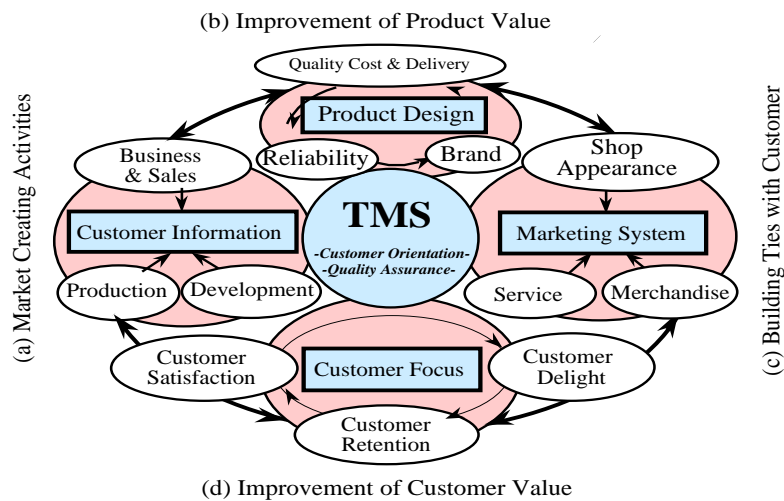 (b) Improvement of Product Value
Quality Cost & Delivery
Product Design
Reliability
Brand
(a) Market Creating Activities
Business
& Sales
Customer Information
Production
Development
TMS
-Customer Orientation-
-Quality Assurance-
Shop
Appearance
Marketing System
Service
Merchandise
(c) Building Ties with Customer
Customer
Satisfaction
Customer Focus
Customer
Delight
Customer
Retention
(d) Improvement of Customer Value